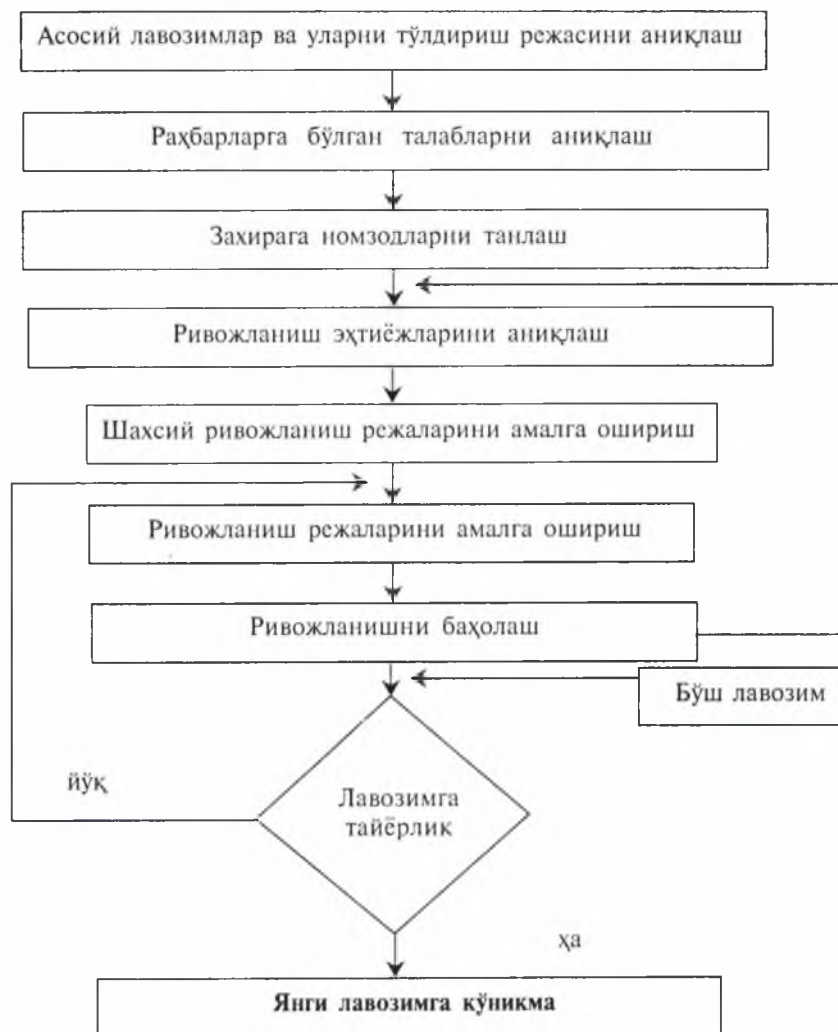 Асосий лавозимлар ва уларни тўлдириш режасини аниқлаш
Раҳбарларга бўлган талабларни аниқлаш
Захирага номзодларни танлаш
Ривожланиш эҳтиёжларини аниқлаш
Шахсий ривожланиш режаларини амалга ошириш
Ривожланиш режаларини амалга ошириш
Ривожланишни баҳолаш
Бўш лавозим
йўқ
Лавозимга
тайёрлик
ҳа
Янги лавозимга кўникма